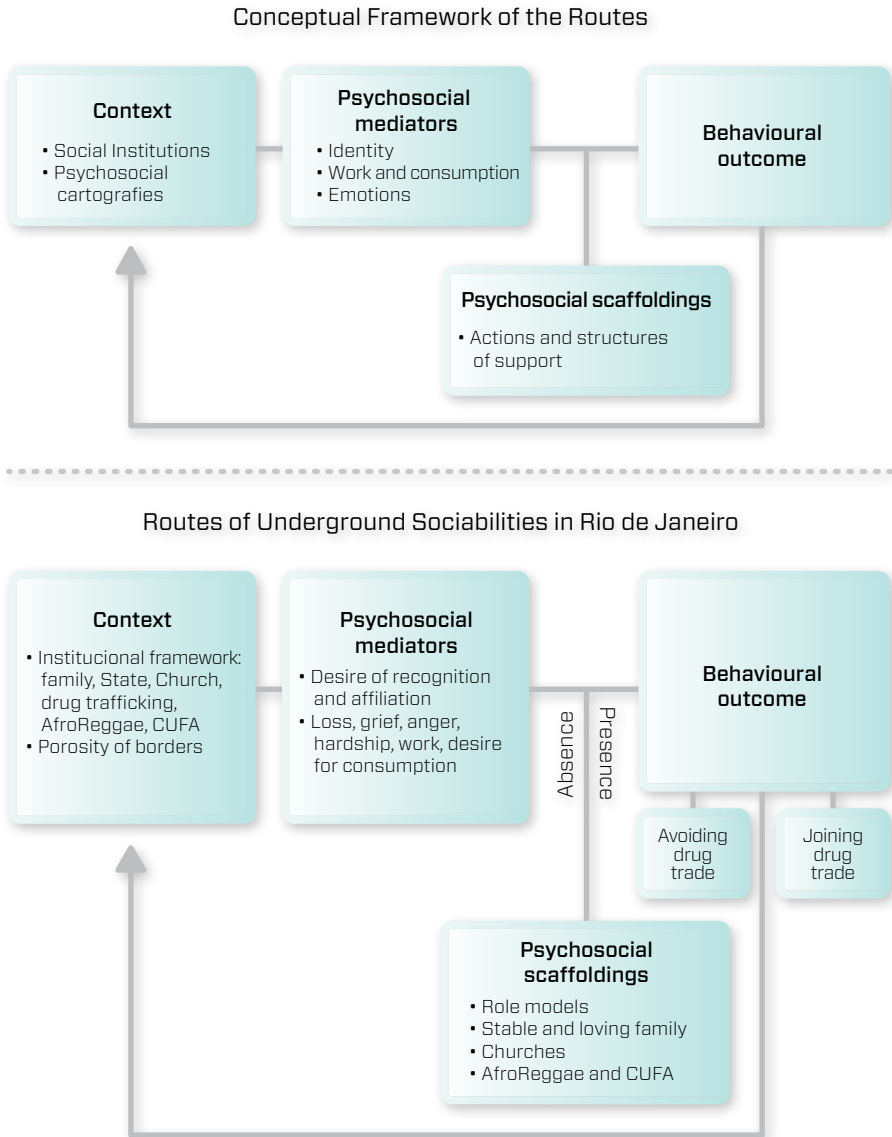 Conceptual Framework of the Routes
Context
• Social Institutions
• Psychosocial
cartografies
Psychosocial
mediators
• Identity
• Work and consumption
• Emotions
Behavioural
outcome
Psychosocial scaffoldings
• Actions and structures
of support
Routes of Underground Sociabilities in Rio de Janeiro
Context
• Institucional framework:
family, State, Church,
drug trafficking,
AfroReggae, CUFA
• Porosity of borders
Psychosocial
mediators
• Desire of recognition
and affiliation
• Loss, grief, anger,
hardship, work, desire
for consumption
Absence
Presence
Behavioural
outcome
Avoiding
drug
trade
Joining
drug
trade
Psychosocial
scaffoldings
• Role models
• Stable and loving family
• Churches
• AfroReggae and CUFA